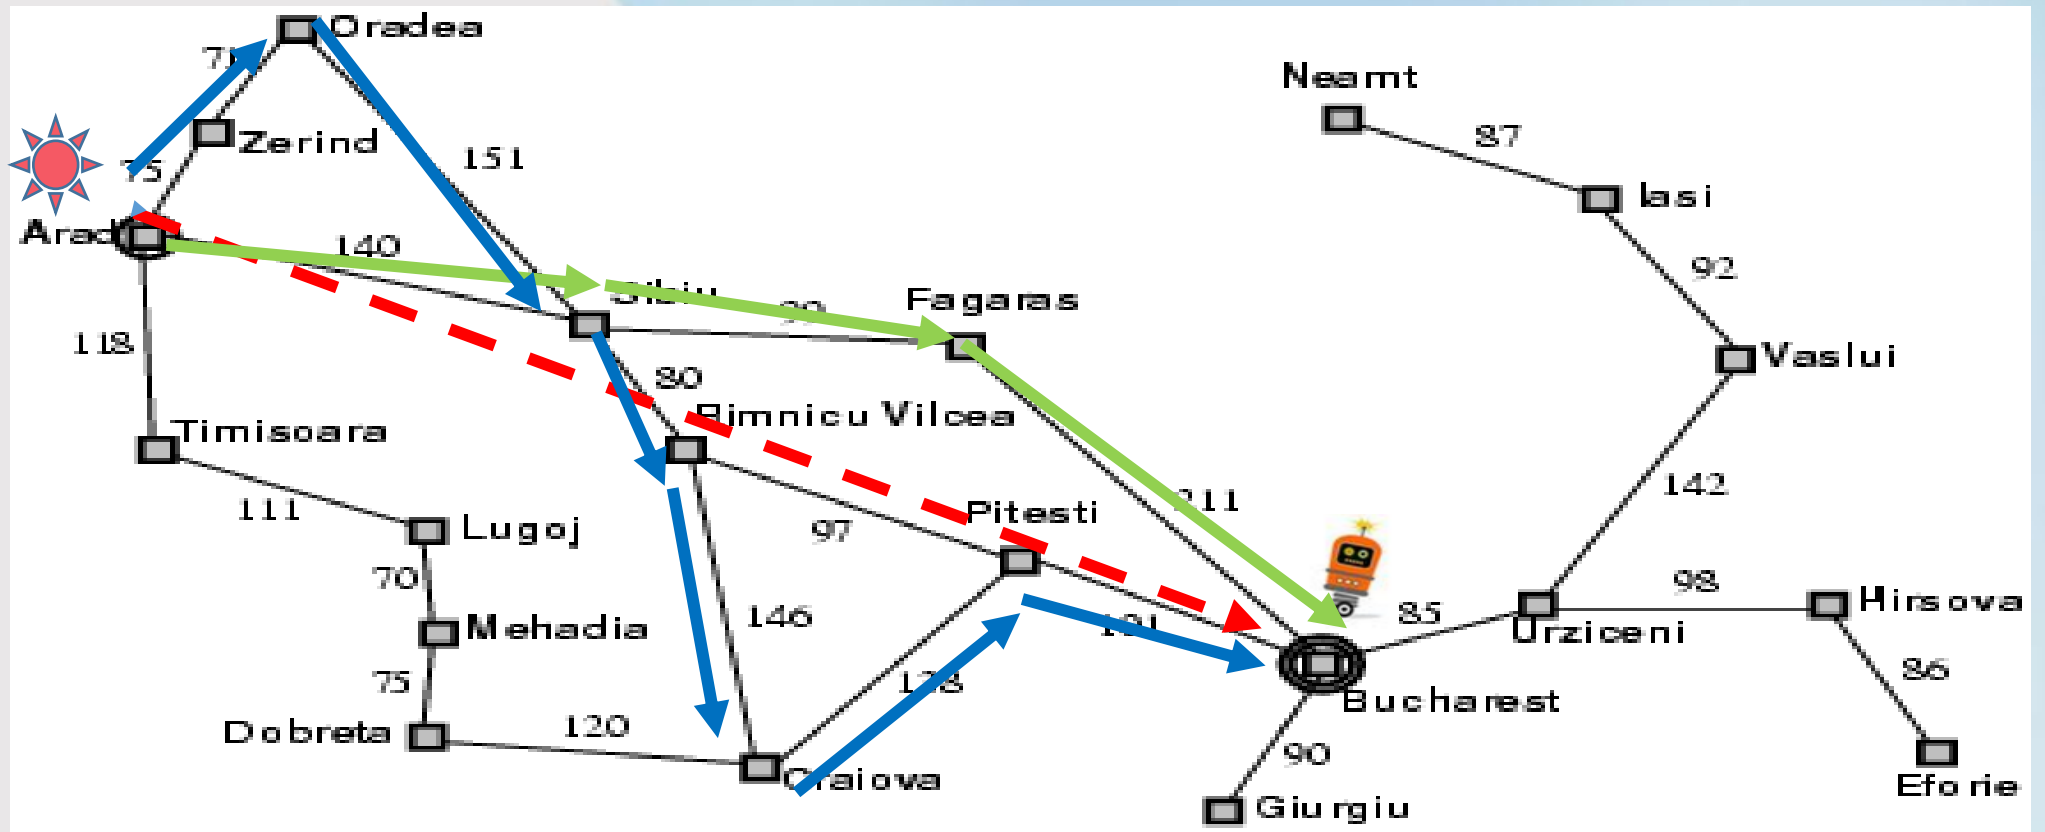 Oradea
Neamt
87
Zerind
151
75
Iasi
Arad
140
92
Sibiu
Fagaras
118
Vaslui
80
Rimnicu Vilcea
Timisoara
142
211
111
Pitesti
97
Lugoj
70
98
Hirsova
85
146
Urziceni
Mehadia
101
86
75
138
Bucharest
Dobreta
120
90
Craiova
Eforie
Giurgiu